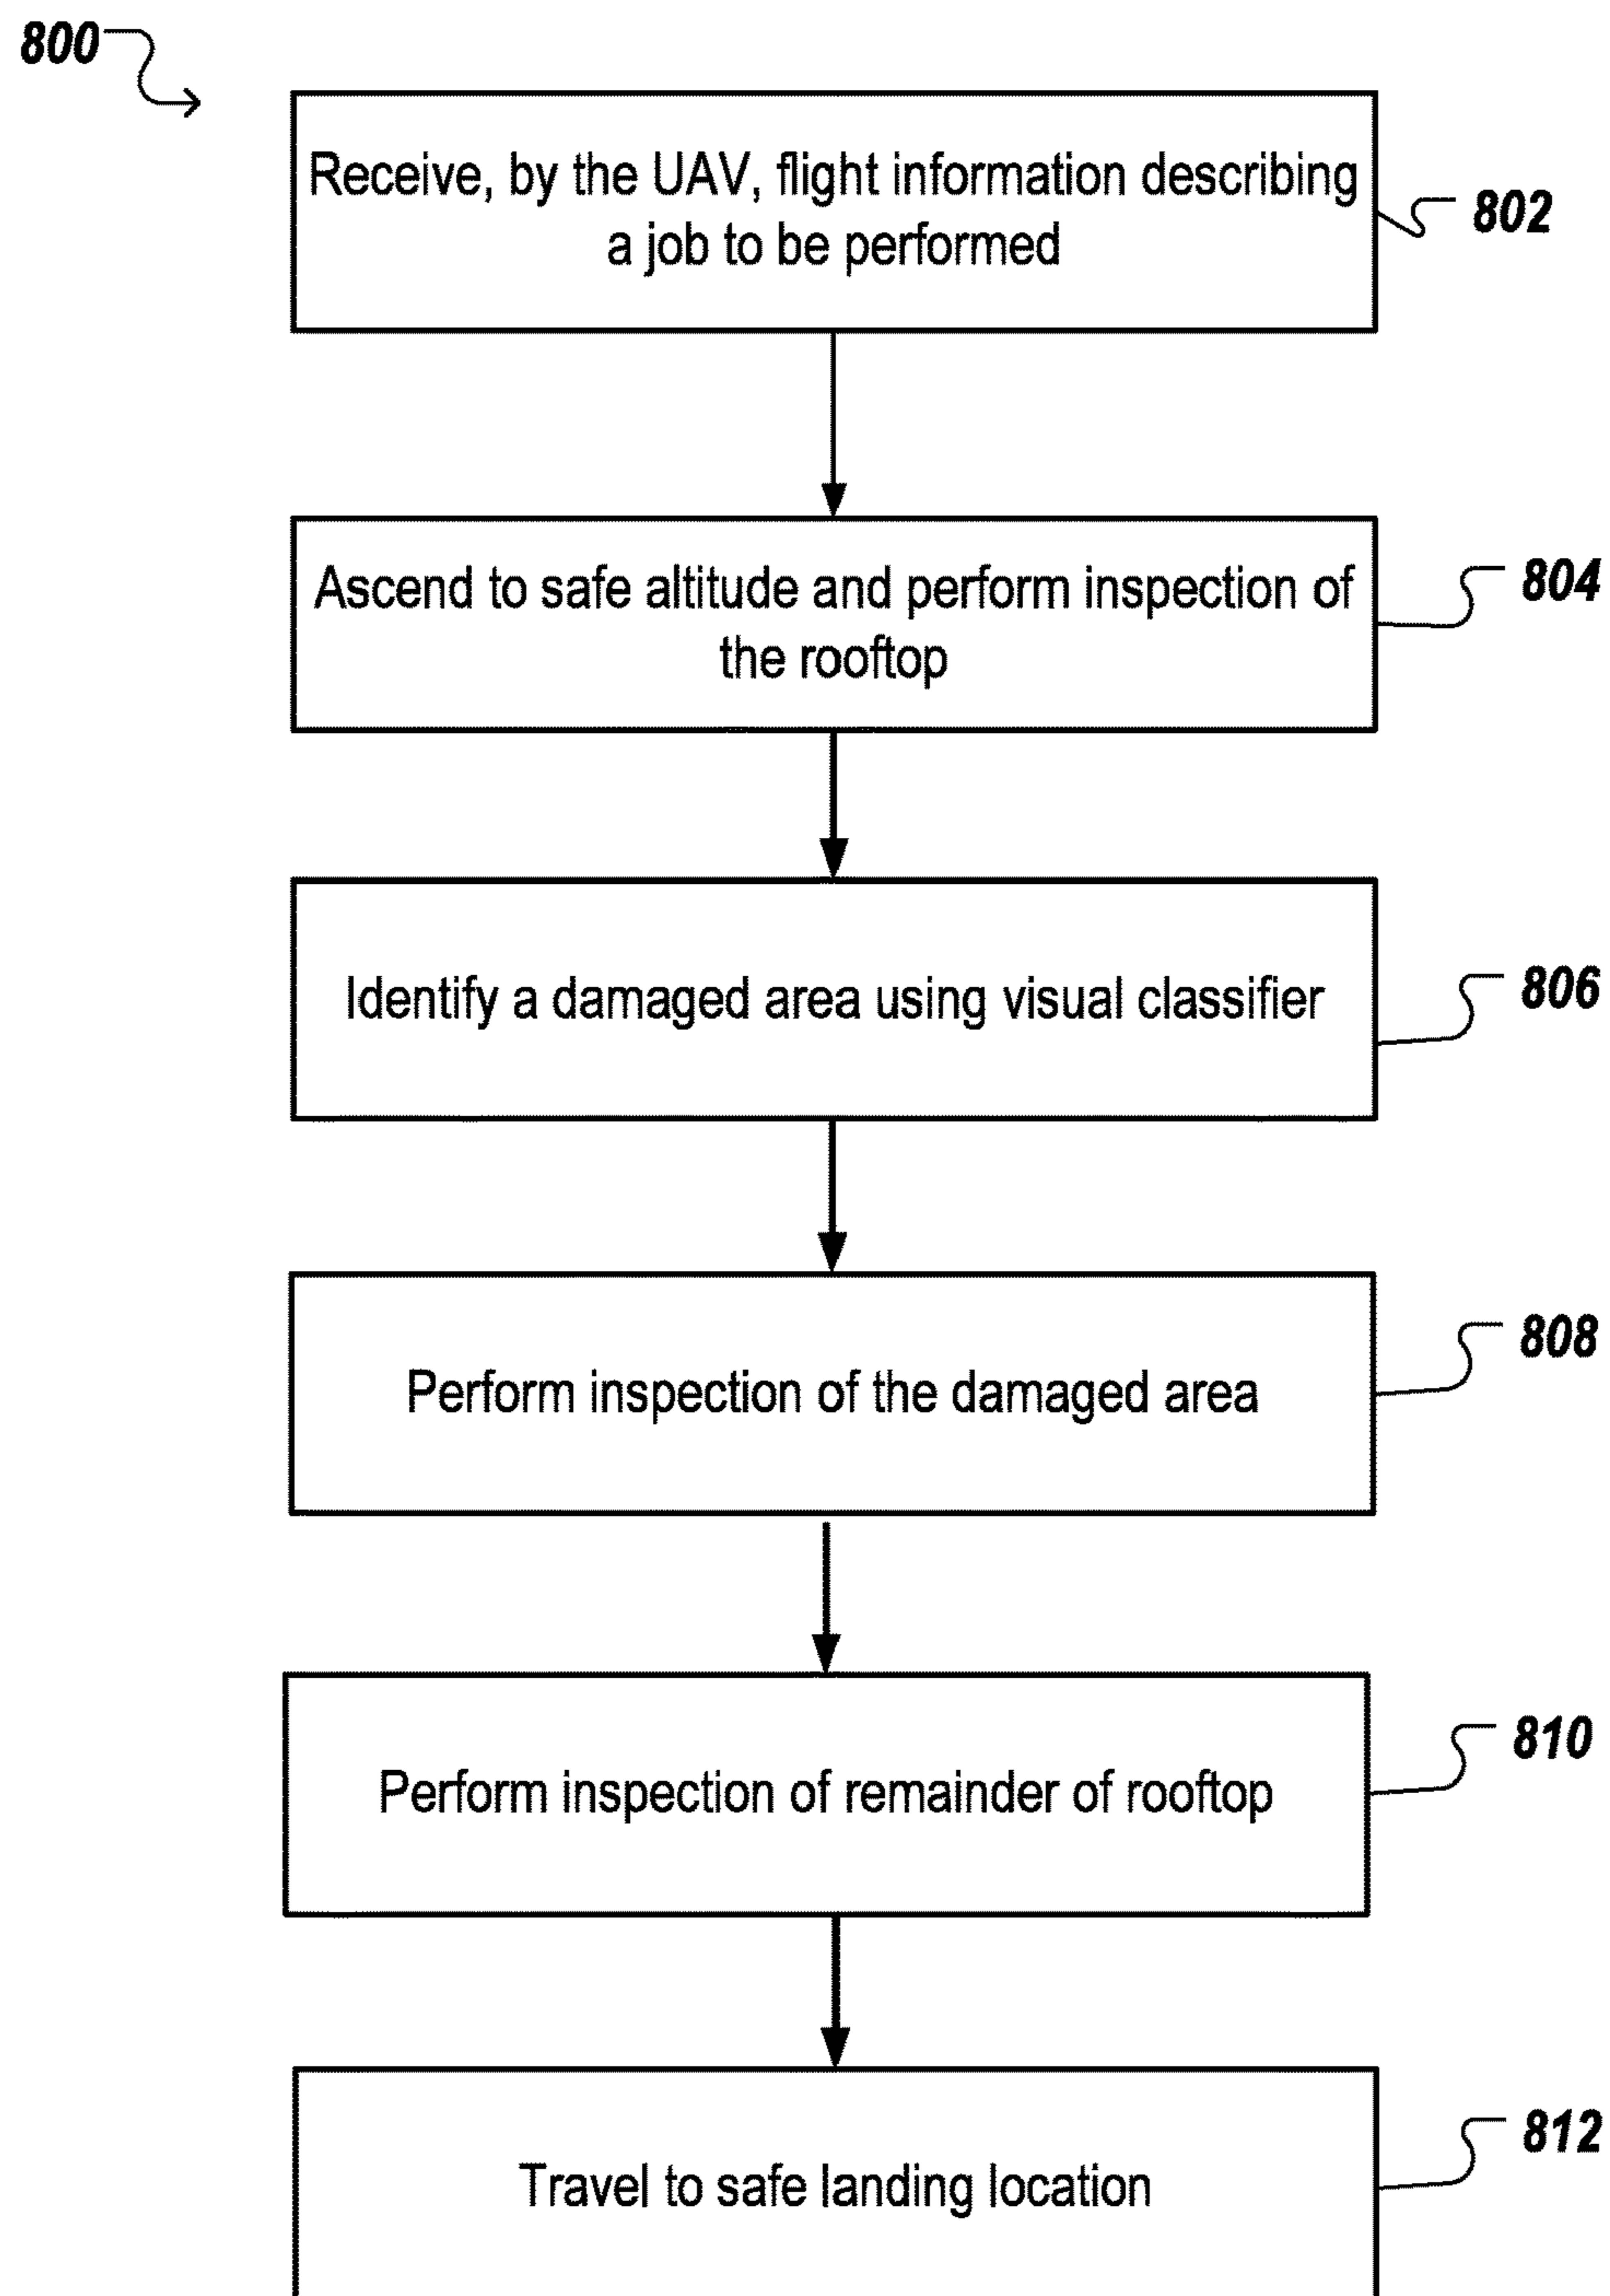 800
Receive, by the UAV, flight information describing
a job to be performed
802
Ascend to safe altitude and perform inspection of
the rooftop
804
Identify a damaged area using visual classifier
806
Perform inspection of the damaged area
808
Perform inspection of remainder of rooftop
810
Travel to safe landing location
812